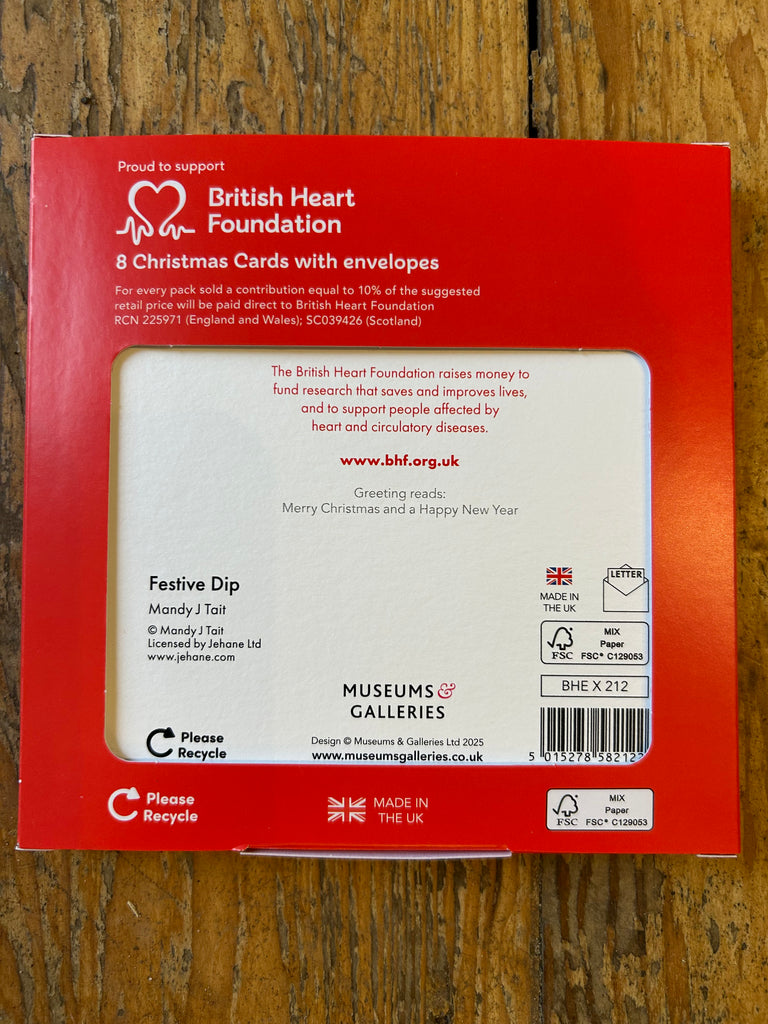 Proud to support
British Heart
Foundation
8 Christmas Cards with envelopes
For every pack sold a contribution equal to 10% of the suggested
retail price will be paid direct to British Heart Foundation
RCN 225971 (England and Wales); SC039426 (Scotland)
The British Heart Foundation raises money to
fund research that saves and improves lives,
and to support people affected by
heart and circulatory diseases.
www.bhf.org.uk
Greeting reads:
Merry Christmas and a Happy New Year
Festive Dip
Mandy J Tait
© Mandy J Tait
Licensed by Jehane Ltd
www.jehane.com
MADE IN
THE UK
LETTER
FSC
MIX
Paper
FSC® C129053
BHE X 212
MUSEUMS &
GALLERIES
Design © Museums & Galleries Ltd 2025
www.museumsgalleries.co.uk
Please
Recycle
5 015278 58212
Please
Recycle
MADE IN
THE UK
FSC
MIX
Paper
FSC® C129053